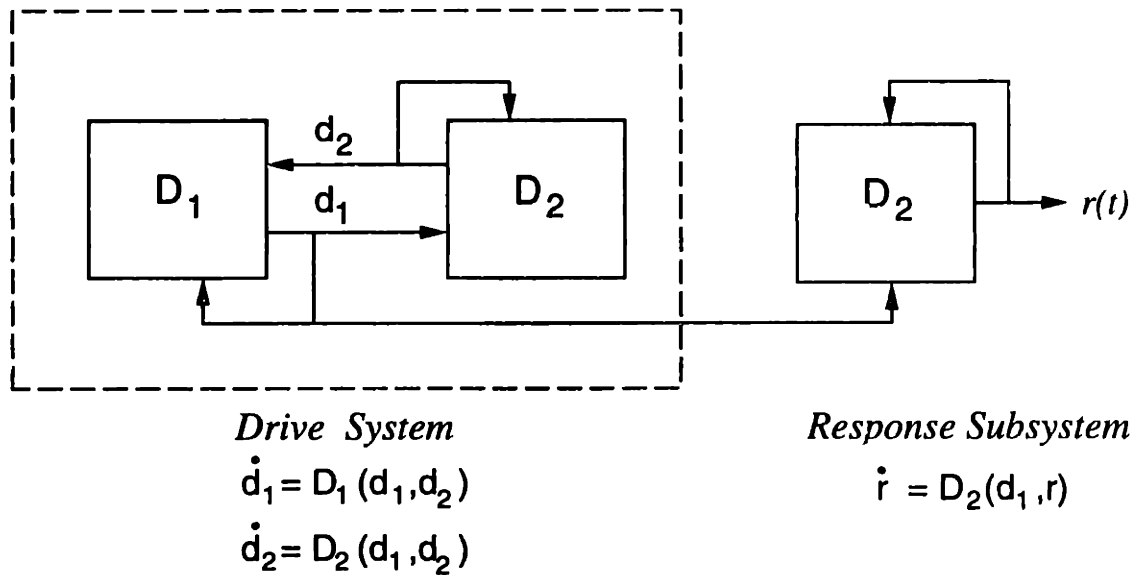 d₂
D₁
d₁
D₂
D₂
r(t)
Drive System
ḋ₁ = D₁ (d₁, d₂)
ḋ₂ = D₂ (d₁, d₂)
Response Subsystem
ṙ = D₂(d₁, r)